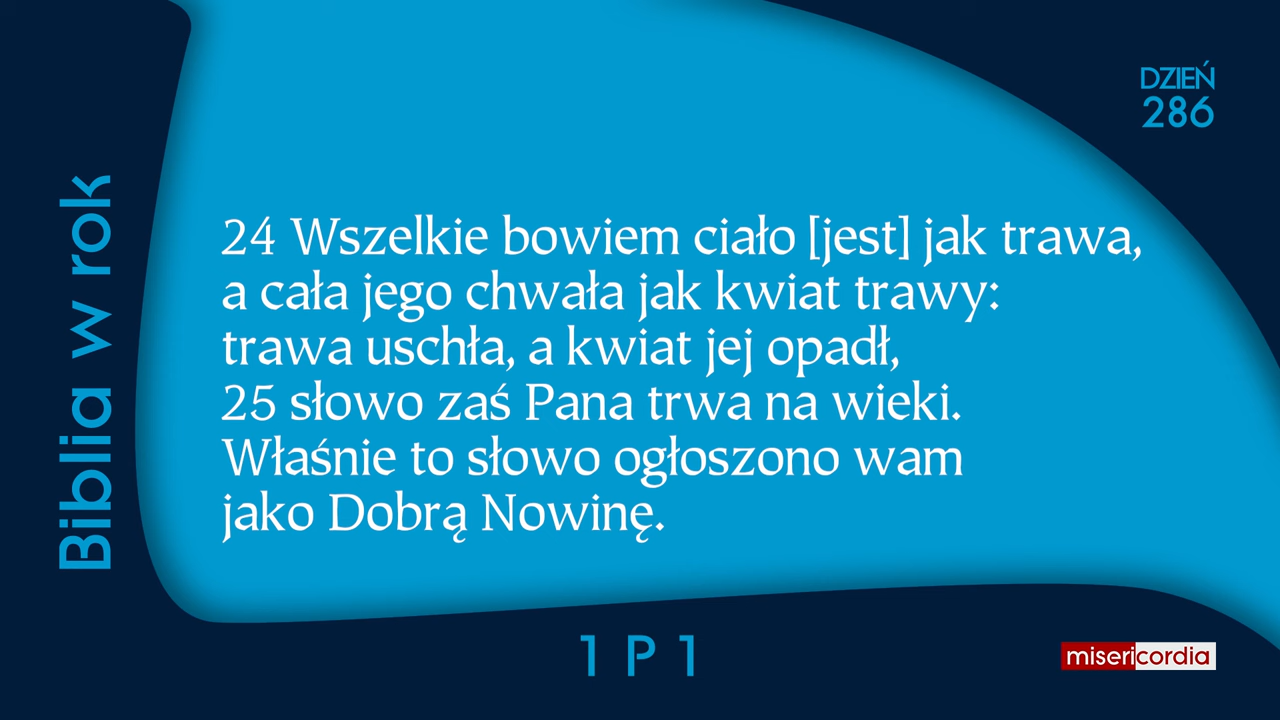 DZIEŃ
286
Biblia w rok
24 Wszelkie bowiem ciało [jest] jak trawa,
a cała jego chwała jak kwiat trawy:
trawa uschła, a kwiat jej opadł,
25 słowo zaś Pana trwa na wieki.
Właśnie to słowo ogłoszono wam
jako Dobrą Nowinę.
1 P 1
misericordia